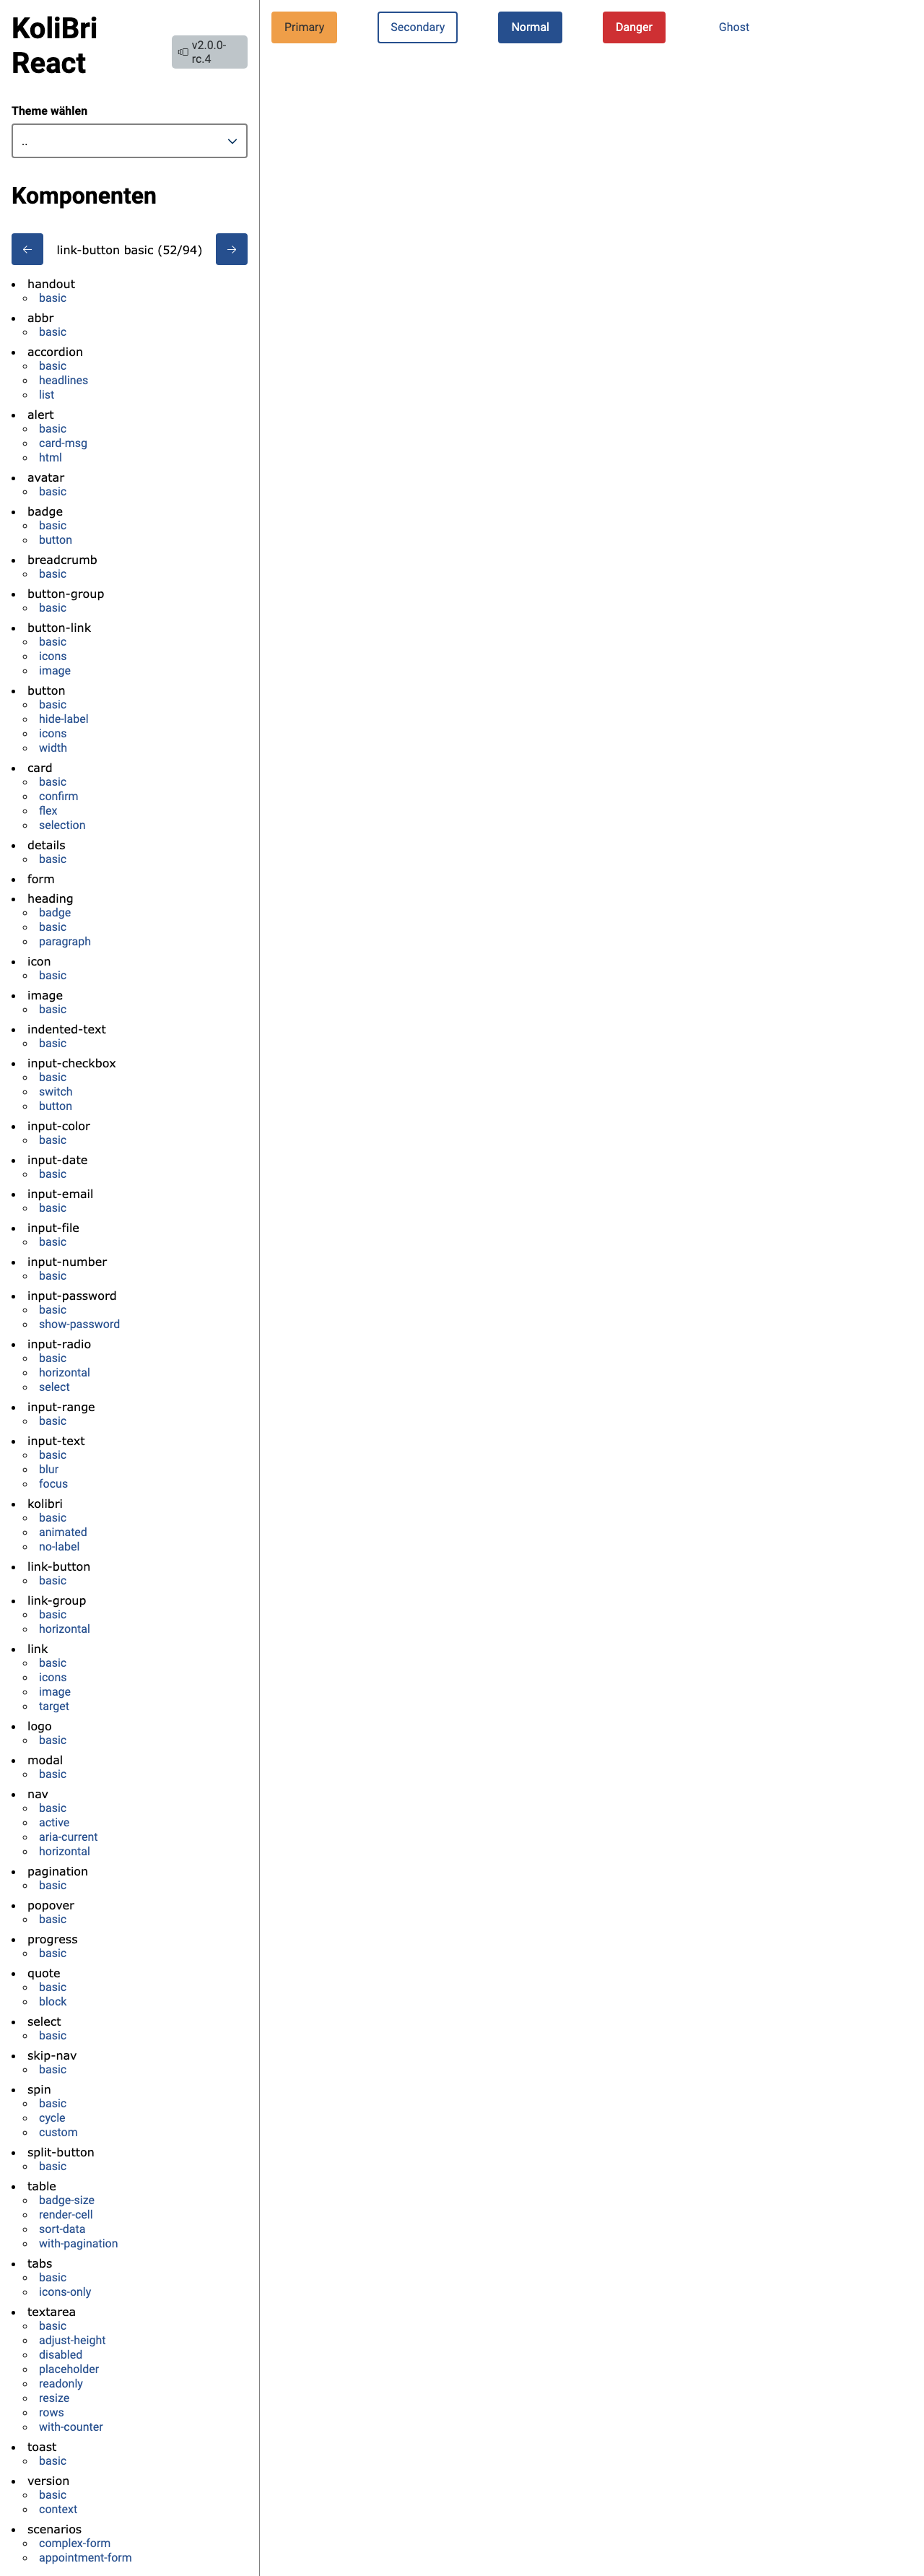 KoliBri
React
v2.0.0-
rc.4
Theme wählen
..
Komponenten
link-button basic (52/94)
handout
basic
abbr
basic
accordion
basic
headlines
list
alert
basic
card-msg
html
avatar
basic
badge
basic
button
breadcrumb
basic
button-group
basic
button-link
basic
icons
image
button
basic
hide-label
icons
width
card
basic
confirm
flex
selection
details
basic
form
heading
badge
basic
paragraph
icon
basic
image
basic
indented-text
basic
input-checkbox
basic
switch
button
input-color
basic
input-date
basic
input-email
basic
input-file
basic
input-number
basic
input-password
basic
show-password
input-radio
basic
horizontal
select
input-range
basic
input-text
basic
blur
focus
kolibri
basic
animated
no-label
link-button
basic
link-group
basic
horizontal
link
basic
icons
image
target
logo
basic
modal
basic
nav
basic
active
aria-current
horizontal
pagination
basic
popover
basic
progress
basic
quote
basic
block
select
basic
skip-nav
basic
spin
basic
cycle
custom
split-button
basic
table
badge-size
render-cell
sort-data
with-pagination
tabs
basic
icons-only
textarea
basic
adjust-height
disabled
placeholder
readonly
resize
rows
with-counter
toast
basic
version
basic
context
scenarios
complex-form
appointment-form
Primary Secondary Normal Danger Ghost